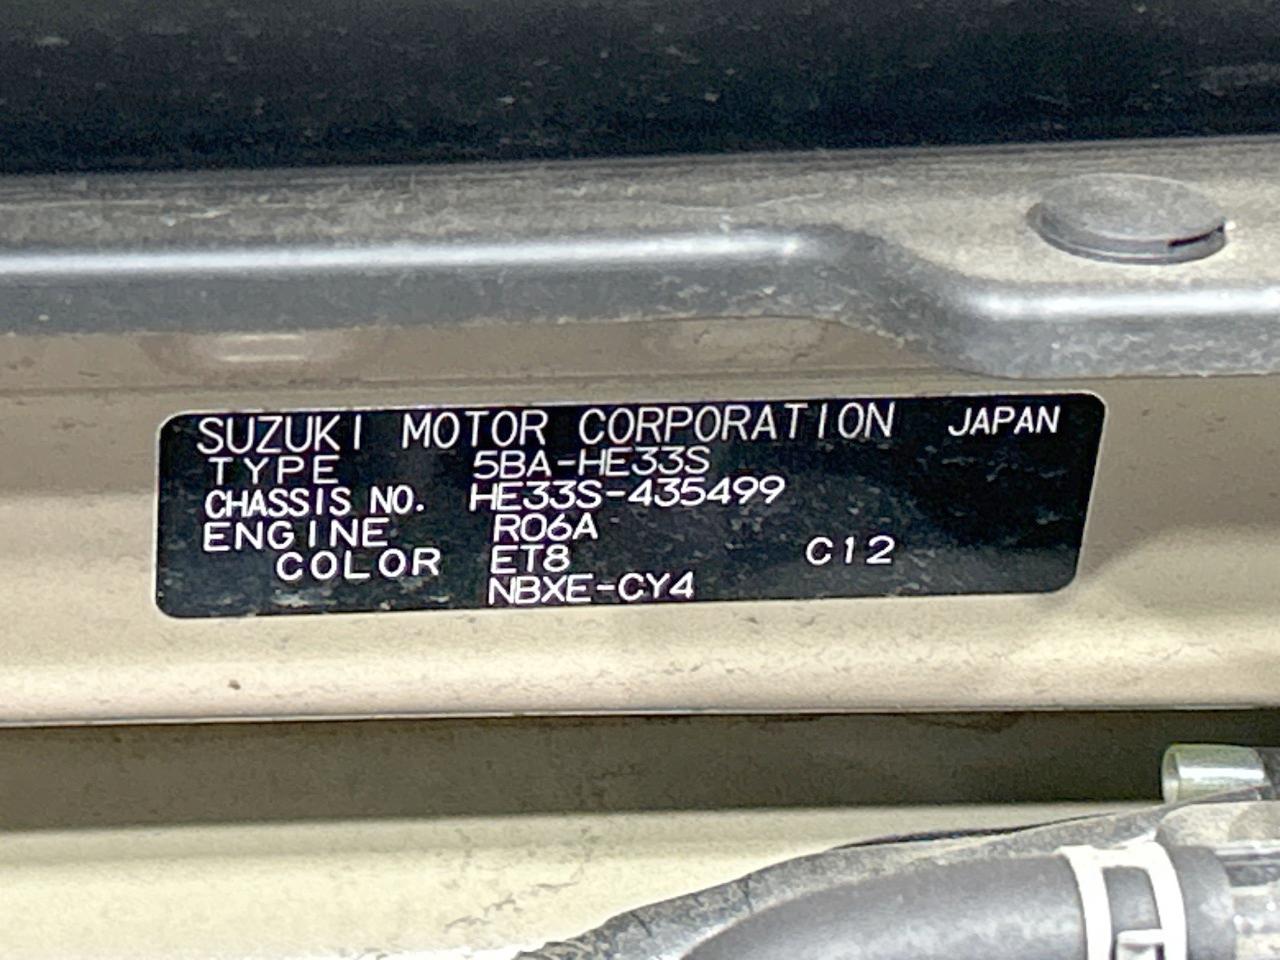 SUZUKI MOTOR CORPORATION JAPAN
TYPE 5BA-HE33S
CHASSIS NO. HE33S-435499
ENGINE R06A
COLOR ET8 C12
NBXE-CY4